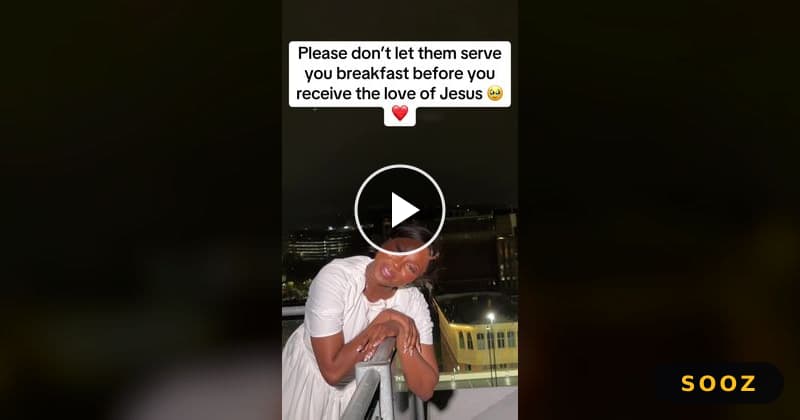 Please don’t let them serve
you breakfast before you
receive the love of Jesus 🥹
❤️
SOOZ